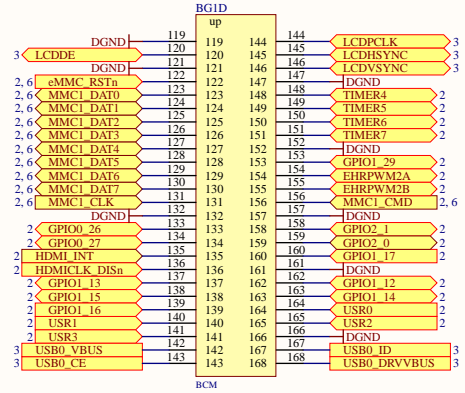 BG1D
up
DGND 119 119 144 144 LCDPCLK 3
3 LCDDE 120 120 145 145 LCDHSYNC 3
DGND 121 121 146 146 LCDVSYNC 3
2, 6 eMMC_RSTn 122 122 147 147 DGND
2, 6 MMC1_DAT0 123 123 148 148 TIMER4 2
2, 6 MMC1_DAT1 124 124 149 149 TIMER5 2
2, 6 MMC1_DAT2 125 125 150 150 TIMER6 2
2, 6 MMC1_DAT3 126 126 151 151 TIMER7 2
2, 6 MMC1_DAT4 127 127 152 152 DGND
2, 6 MMC1_DAT5 128 128 153 153 GPIO1_29 2
2, 6 MMC1_DAT6 129 129 154 154 EHRPWM2A 2
2, 6 MMC1_DAT7 130 130 155 155 EHRPWM2B 2
2, 6 MMC1_CLK 131 131 156 156 MMC1_CMD 2, 6
DGND 132 132 157 157 DGND
2 GPIO0_26 133 133 158 158 GPIO2_1 2
2 GPIO0_27 134 134 159 159 GPIO2_0 2
2 HDMI_INT 135 135 160 160 GPIO1_17 2
2 HDMICLK_DISn 136 136 161 161 DGND
2 GPIO1_13 137 137 162 162 GPIO1_12 2
2 GPIO1_15 138 138 163 163 GPIO1_14 2
2 GPIO1_16 139 139 164 164 USR0 2
2 USR1 140 140 165 165 USR2 2
2 USR3 141 141 166 166 DGND
3 USB0_VBUS 142 142 167 167 USB0_ID 3
3 USB0_CE 143 143 168 168 USB0_DRVVBUS 3
BCM